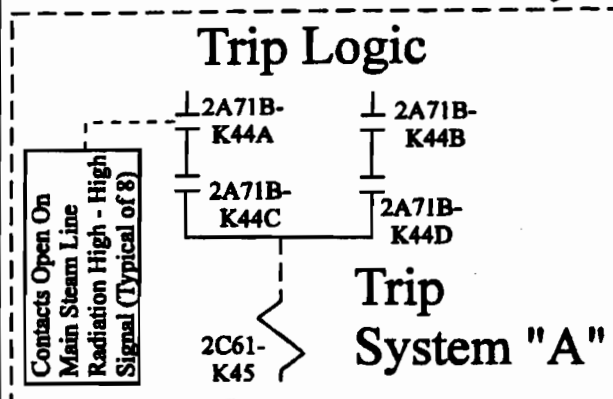 Trip Logic
2A71B-
K44A
2A71B-
K44B
2A71B-
K44C
2A71B-
K44D
Contacts Open On
Main Steam Line
Radiation High - High
Signal (Typical of 8)
2C61-
K45
Trip
System "A"